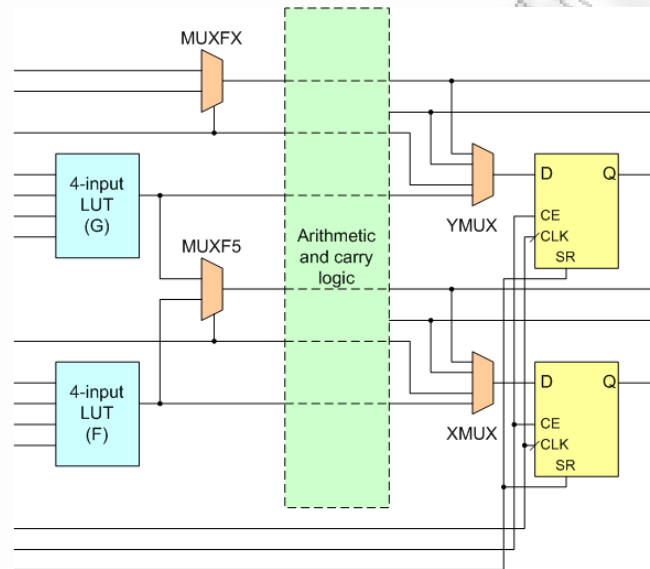 MUXFX
4-input
LUT
(G)
MUXF5
Arithmetic
and carry
logic
YMUX
D
Q
CE
CLK
SR
4-input
LUT
(F)
XMUX
D
Q
CE
CLK
SR